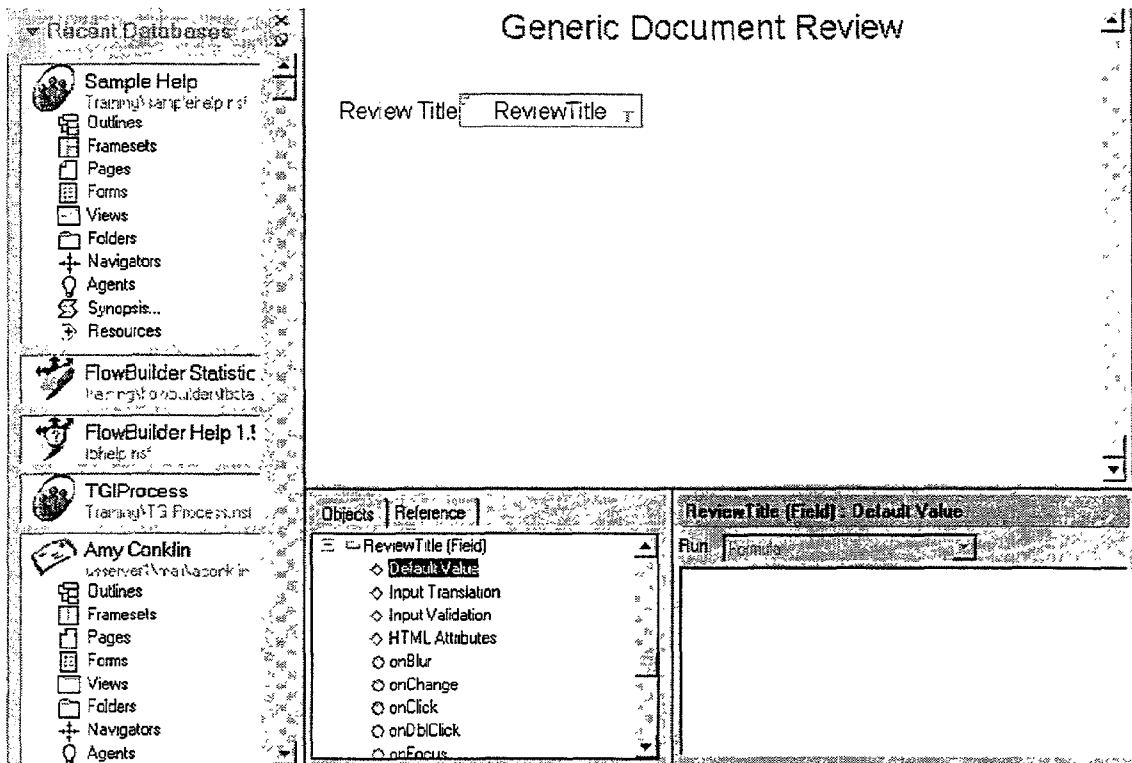 Recent Databases
Sample Help
Training\samplehelp.nsf
Outlines
Framesets
Pages
Forms
Views
Folders
Navigators
Agents
Synopsis...
Resources
FlowBuilder Statistic
FlowBuilder Help 1.5
fbhelp.nsf
TGIProcess
Amy Conklin
Outlines
Framesets
Pages
Forms
Views
Folders
Navigators
Agents
Generic Document Review
Review Title
ReviewTitle T
Objects Reference
ReviewTitle (Field)
Default Value
Input Translation
Input Validation
HTML Attributes
onBlur
onChange
onClick
onDblClick
onFocus
ReviewTitle (Field) : Default Value
Run Formula